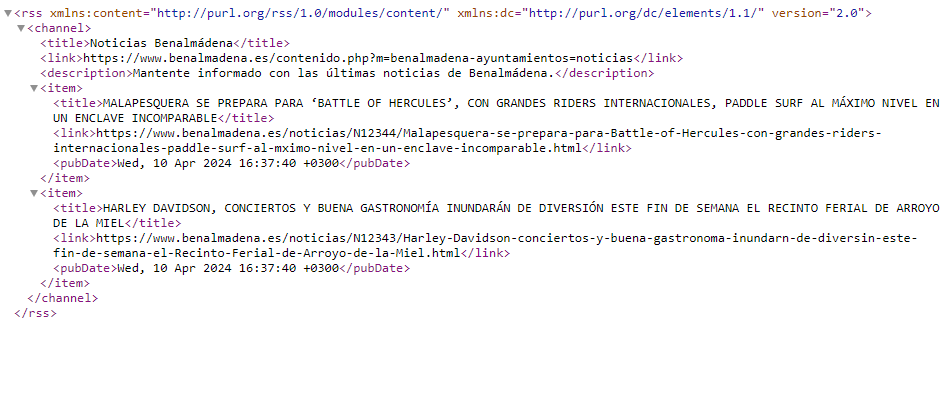 <rss xmlns:content="http://purl.org/rss/1.0/modules/content/" xmlns:dc="http://purl.org/dc/elements/1.1/" version="2.0">
<channel>
<title>Noticias Benalmádena</title>
<link>https://www.benalmadena.es/contenido.php?m=benalmadena-ayuntamientos=noticias</link>
<description>Mantente informado con las últimas noticias de Benalmádena.</description>
<item>
<title>MALAPESQUERA SE PREPARA PARA ‘BATTLE OF HERCULES’, CON GRANDES RIDERS INTERNACIONALES, PADDLE SURF AL MÁXIMO NIVEL EN
UN ENCLAVE INCOMPARABLE</title>
<link>https://www.benalmadena.es/noticias/N12344/Malapesquera-se-prepara-para-Battle-of-Hercules-con-grandes-riders-
internacionales-paddle-surf-al-mximo-nivel-en-un-enclave-incomparable.html</link>
<pubDate>Wed, 10 Apr 2024 16:37:40 +0300</pubDate>
</item>
<item>
<title>HARLEY DAVIDSON, CONCIERTOS Y BUENA GASTRONOMÍA INUNDARÁN DE DIVERSIÓN ESTE FIN DE SEMANA EL RECINTO FERIAL DE ARROYO
DE LA MIEL</title>
<link>https://www.benalmadena.es/noticias/N12343/Harley-Davidson-conciertos-y-buena-gastronoma-inundarn-de-diversin-este-
fin-de-semana-el-Recinto-Ferial-de-Arroyo-de-la-Miel.html</link>
<pubDate>Wed, 10 Apr 2024 16:37:40 +0300</pubDate>
</item>
</channel>
</rss>